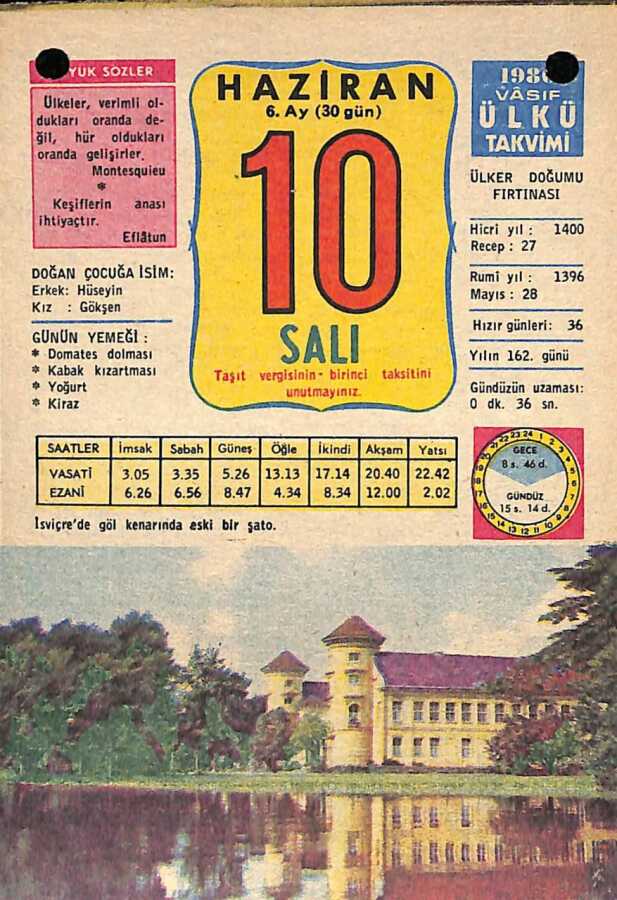 YÜK SÖZLER
Ülkeler, verimli ol-
dukları oranda de-
ğil, hür oldukları
oranda gelişirler.
Montesquieu
*
Keşiflerin anası
ihtiyaçtır.
Eflâtun
DOĞAN ÇOCUĞA İSİM:
Erkek: Hüseyin
Kız : Gökşen
GÜNÜN YEMEĞİ :
* Domates dolması
* Kabak kızartması
* Yoğurt
* Kiraz
HAZİRAN
6. Ay (30 gün)
10
SALI
Taşıt vergisinin birinci taksitini
unutmayınız.
198
VÂSIF
ÜLKÜ
TAKVİMİ
ÜLKER DOĞUMU
FIRTINASI
Hicri yıl : 1400
Recep : 27
Rumi yıl : 1396
Mayıs : 28
Hızır günleri: 36
Yılın 162. günü
Gündüzün uzaması:
0 dk. 36 sn.
SAATLER İmsak Sabah Güneş Öğle İkindi Akşam Yatsı
VASATİ 3.05 3.35 5.26 13.13 17.14 20.40 22.42
EZANİ 6.26 6.56 8.47 4.34 8.34 12.00 2.02
GECE
8 s. 46 d.
GÜNDÜZ
15 s. 14 d.
İsviçre'de göl kenarında eski bir şato.